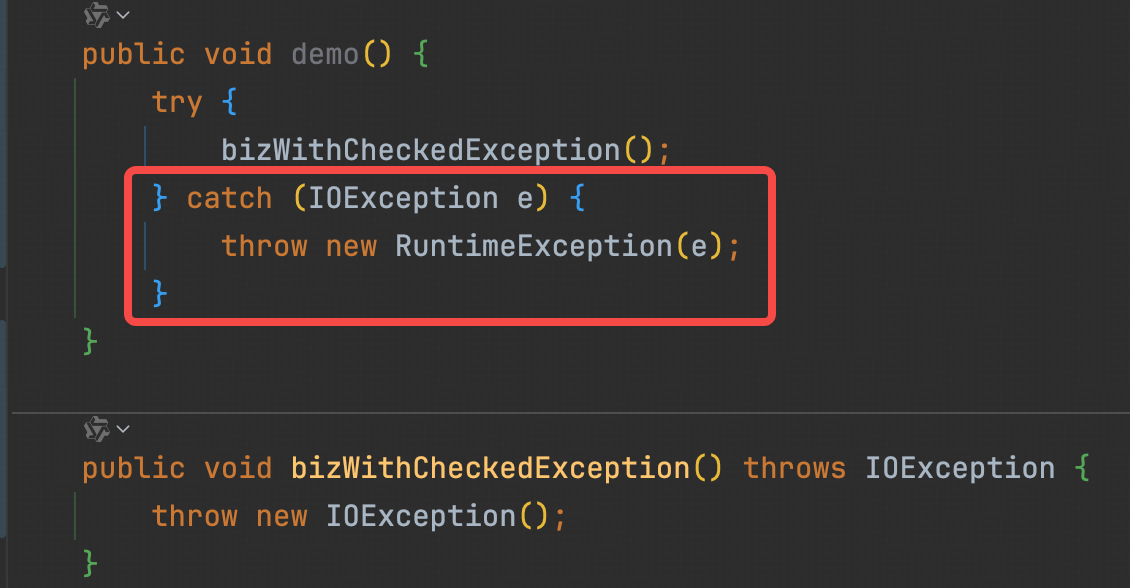 public void demo() {
try {
bizWithCheckedException();
} catch (IOException e) {
throw new RuntimeException(e);
}
}
public void bizWithCheckedException() throws IOException {
throw new IOException();
}